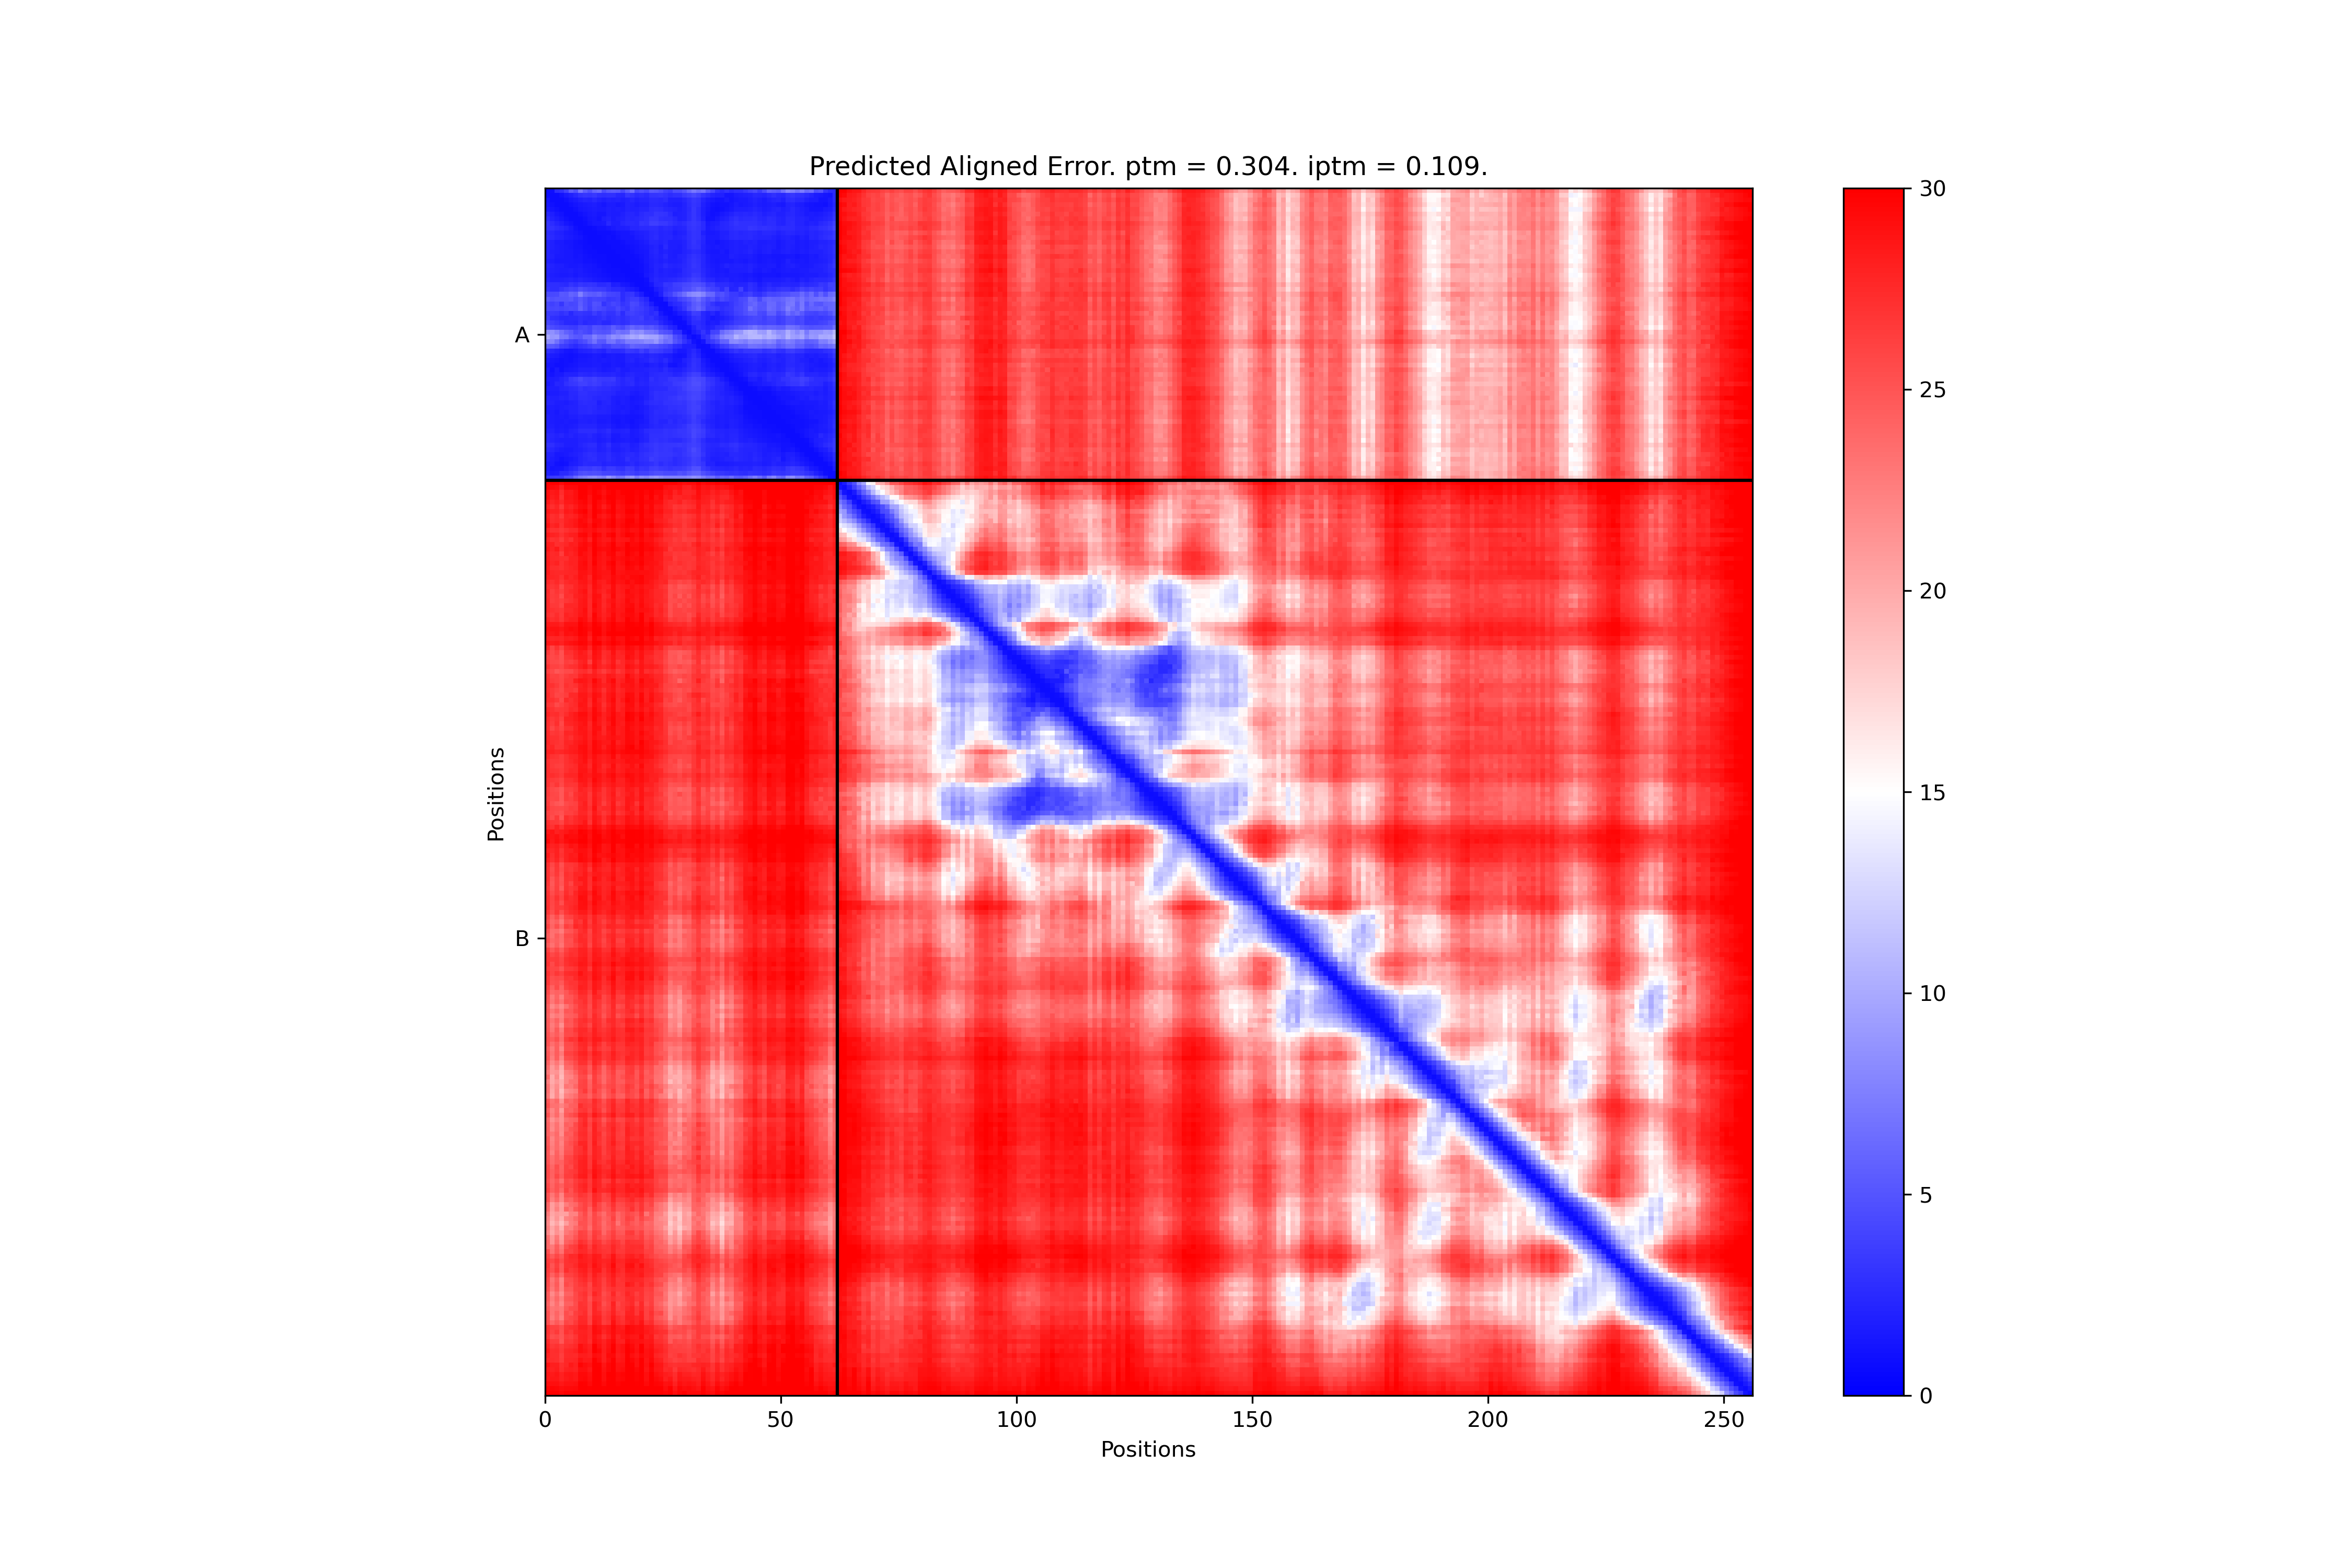 Predicted Aligned Error. ptm = 0.304. iptm = 0.109.
A
B
Positions
0
50
100
150
200
250
Positions
30
25
20
15
10
5
0